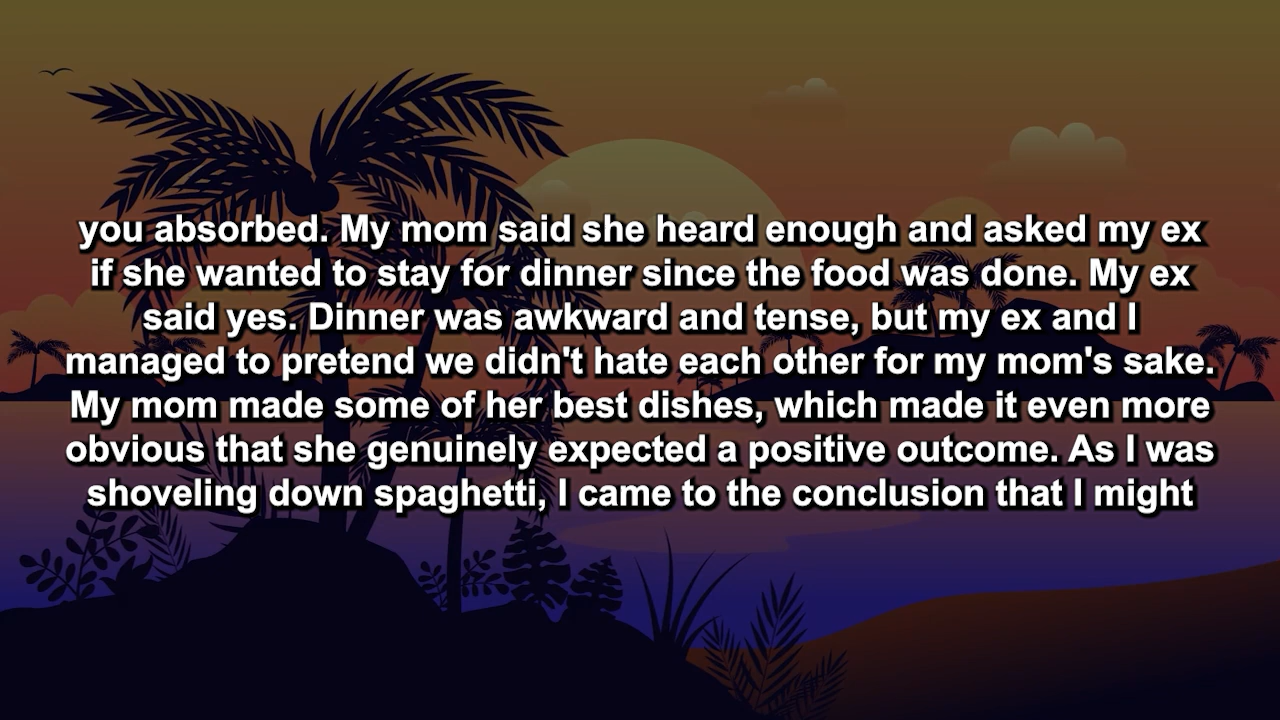 you absorbed. My mom said she heard enough and asked my ex
if she wanted to stay for dinner since the food was done. My ex
said yes. Dinner was awkward and tense, but my ex and I
managed to pretend we didn't hate each other for my mom's sake.
My mom made some of her best dishes, which made it even more
obvious that she genuinely expected a positive outcome. As I was
shoveling down spaghetti, I came to the conclusion that I might